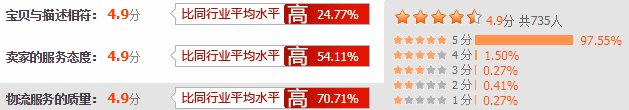 宝贝与描述相符： 4.9分 比同行业平均水平 高 24.77%
卖家的服务态度： 4.9分 比同行业平均水平 高 54.11%
物流服务的质量： 4.9分 比同行业平均水平 高 70.71%
4.9分 共735人
5分 97.55%
4分 1.50%
3分 0.27%
2分 0.41%
1分 0.27%